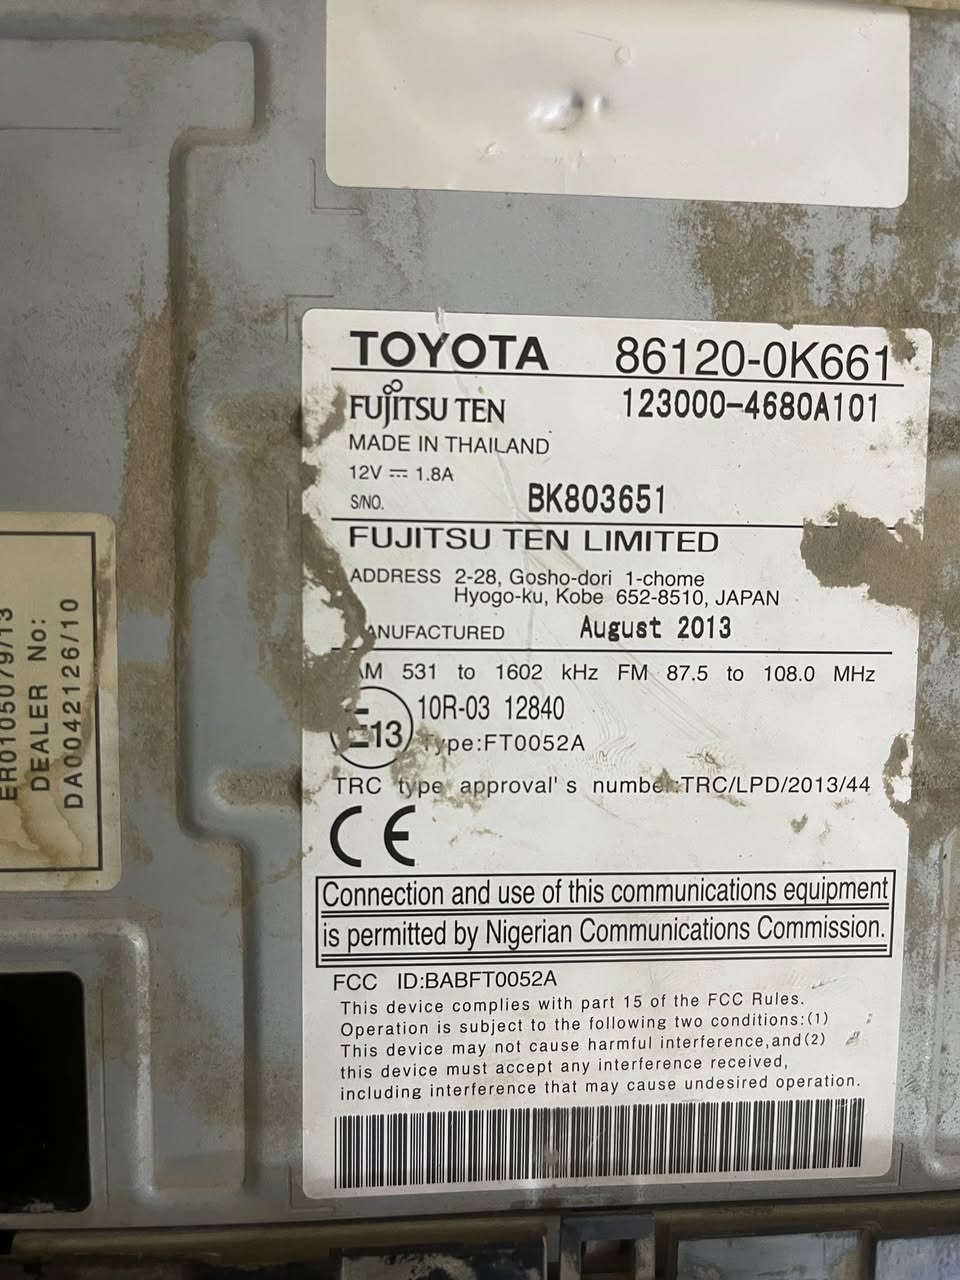 TOYOTA 86120-0K661
FUJITSU TEN 123000-4680A101
MADE IN THAILAND
12V 1.8A
S/NO. BK803651
FUJITSU TEN LIMITED
ADDRESS 2-28, Gosho-dori 1-chome
Hyogo-ku, Kobe 652-8510, JAPAN
ANUFACTURED August 2013
AM 531 to 1602 kHz FM 87.5 to 108.0 MHz
E13 10R-03 12840
Type:FT0052A
TRC type approval's number:TRC/LPD/2013/44
CE
Connection and use of this communications equipment
is permitted by Nigerian Communications Commission.
FCC ID:BABFT0052A
This device complies with part 15 of the FCC Rules.
Operation is subject to the following two conditions:(1)
This device may not cause harmful interference,and(2)
this device must accept any interference received,
including interference that may cause undesired operation.
ER0105079/13
DEALER No:
DA0042126/10